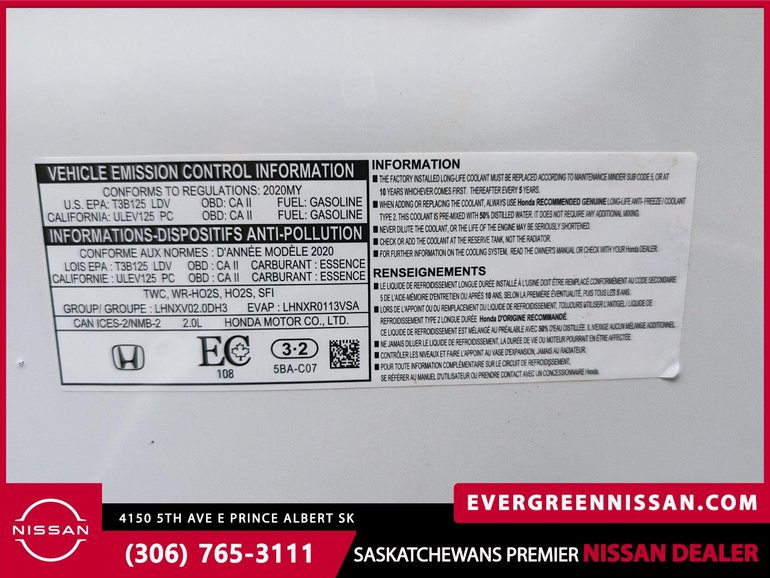 VEHICLE EMISSION CONTROL INFORMATION
CONFORMS TO REGULATIONS: 2020MY
U.S. EPA: T3B125 LDV OBD: CA II FUEL: GASOLINE
CALIFORNIA: ULEV125 PC OBD: CA II FUEL: GASOLINE
INFORMATIONS-DISPOSITIFS ANTI-POLLUTION
CONFORME AUX NORMES : D'ANNÉE MODÈLE 2020
LOIS EPA : T3B125 LDV OBD : CA II CARBURANT : ESSENCE
CALIFORNIE : ULEV125 PC OBD : CA II CARBURANT : ESSENCE
TWC, WR-HO2S, HO2S, SFI
GROUP/ GROUPE : LHNXV02.0DH3 EVAP : LHNXR0113VSA
CAN ICES-2/NMB-2 2.0L HONDA MOTOR CO., LTD.
EC
108
3·2
5BA-C07
INFORMATION
■ THE FACTORY INSTALLED LONG-LIFE COOLANT MUST BE REPLACED ACCORDING TO MAINTENANCE MINDER SUB CODE 5, OR AT
10 YEARS WHICHEVER COMES FIRST. THEREAFTER EVERY 5 YEARS.
■ WHEN ADDING OR REPLACING THE COOLANT, ALWAYS USE Honda RECOMMENDED GENUINE LONG-LIFE ANTI- FREEZE / COOLANT
TYPE 2. THIS COOLANT IS PRE-MIXED WITH 50% DISTILLED WATER. IT DOES NOT REQUIRE ANY ADDITIONAL MIXING.
■ NEVER DILUTE THE COOLANT, OR THE LIFE OF THE ENGINE MAY BE SERIOUSLY SHORTENED.
■ CHECK OR ADD THE COOLANT AT THE RESERVE TANK, NOT THE RADIATOR.
■ FOR FURTHER INFORMATION ON THE COOLING SYSTEM, READ THE OWNER'S MANUAL OR CHECK WITH YOUR Honda DEALER.
RENSEIGNEMENTS
■ LE LIQUIDE DE REFROIDISSEMENT LONGUE DURÉE INSTALLÉ À L'USINE DOIT ÊTRE REMPLACÉ CONFORMÉMENT AU CODE SECONDAIRE
5 DE L'AIDE-MÉMOIRE D'ENTRETIEN OU APRÈS 10 ANS, SELON LA PREMIÈRE ÉVENTUALITÉ, PUIS TOUS LES 5 ANS.
■ LORS DE L'APPOINT OU DU REMPLACEMENT DU LIQUIDE DE REFROIDISSEMENT, TOUJOURS UTILISER L'ANTIGEL / LIQUIDE DE
REFROIDISSEMENT TYPE 2 LONGUE DURÉE Honda D'ORIGINE RECOMMANDÉ.
CE LIQUIDE DE REFROIDISSEMENT EST MÉLANGÉ AU PRÉALABLE AVEC 50% D'EAU DISTILLÉE. IL N'EXIGE AUCUN MÉLANGE ADDITIONNEL.
■ NE JAMAIS DILUER LE LIQUIDE DE REFROIDISSEMENT. LA DURÉE DE VIE DU MOTEUR POURRAIT EN ÊTRE AFFECTÉE.
■ CONTRÔLER LES NIVEAUX ET FAIRE L'APPOINT AU VASE D'EXPANSION, JAMAIS AU RADIATEUR.
■ POUR TOUTE INFORMATION COMPLÉMENTAIRE SUR LE CIRCUIT DE REFROIDISSEMENT,
SE RÉFÉRER AU MANUEL D'UTILISATEUR OU PRENDRE CONTACT AVEC UN CONCESSIONNAIRE Honda.
NISSAN
4150 5TH AVE E PRINCE ALBERT SK
(306) 765-3111
EVERGREENNISSAN.COM
SASKATCHEWANS PREMIER NISSAN DEALER